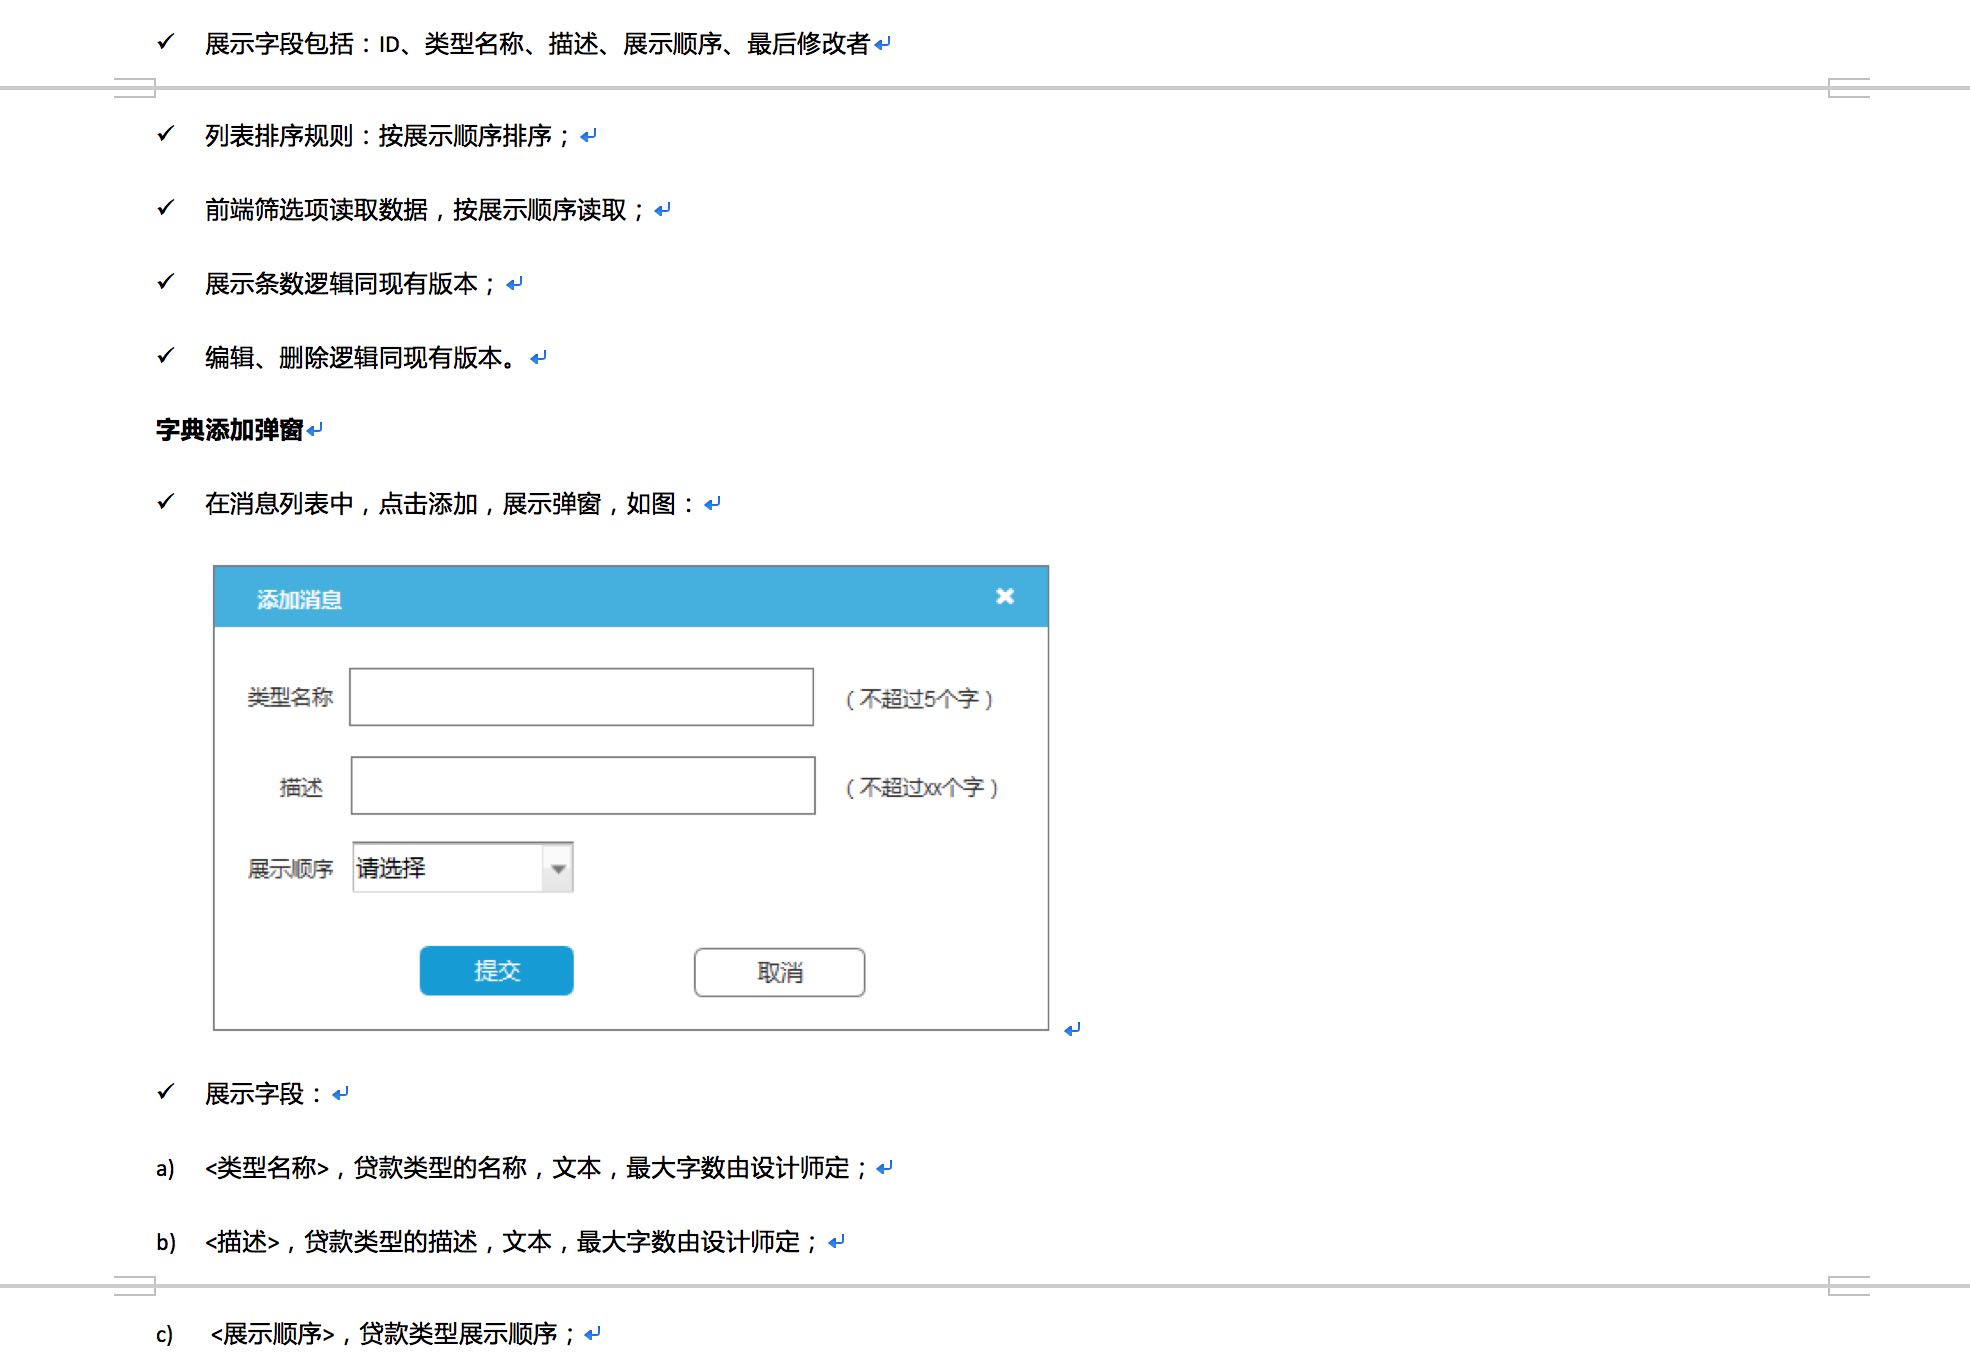 ✓ 展示字段包括：ID、类型名称、描述、展示顺序、最后修改者
✓ 列表排序规则：按展示顺序排序；
✓ 前端筛选项读取数据，按展示顺序读取；
✓ 展示条数逻辑同现有版本；
✓ 编辑、删除逻辑同现有版本。
字典添加弹窗
✓ 在消息列表中，点击添加，展示弹窗，如图：
添加消息
类型名称 （不超过5个字）
描述 （不超过xx个字）
展示顺序 请选择
提交 取消
✓ 展示字段：
a) <类型名称>，贷款类型的名称，文本，最大字数由设计师定；
b) <描述>，贷款类型的描述，文本，最大字数由设计师定；
c) <展示顺序>，贷款类型展示顺序；